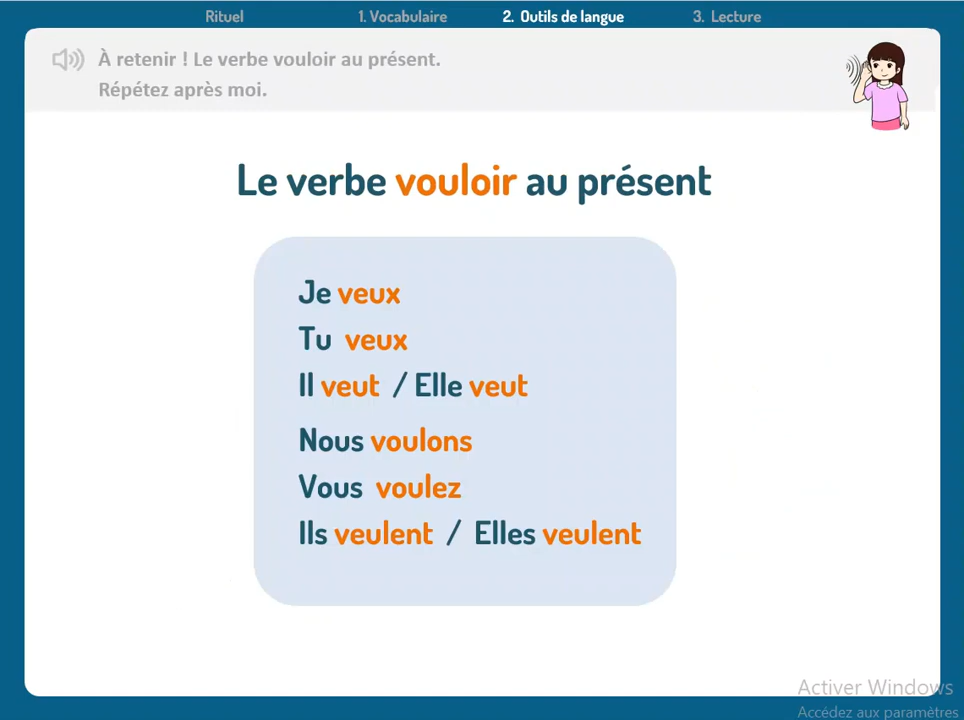 Rituel
1. Vocabulaire
2. Outils de langue
3. Lecture
À retenir ! Le verbe vouloir au présent.
Répétez après moi.
Le verbe vouloir au présent
Je veux
Tu veux
Il veut / Elle veut
Nous voulons
Vous voulez
Ils veulent / Elles veulent
Activer Windows
Accédez aux paramètres